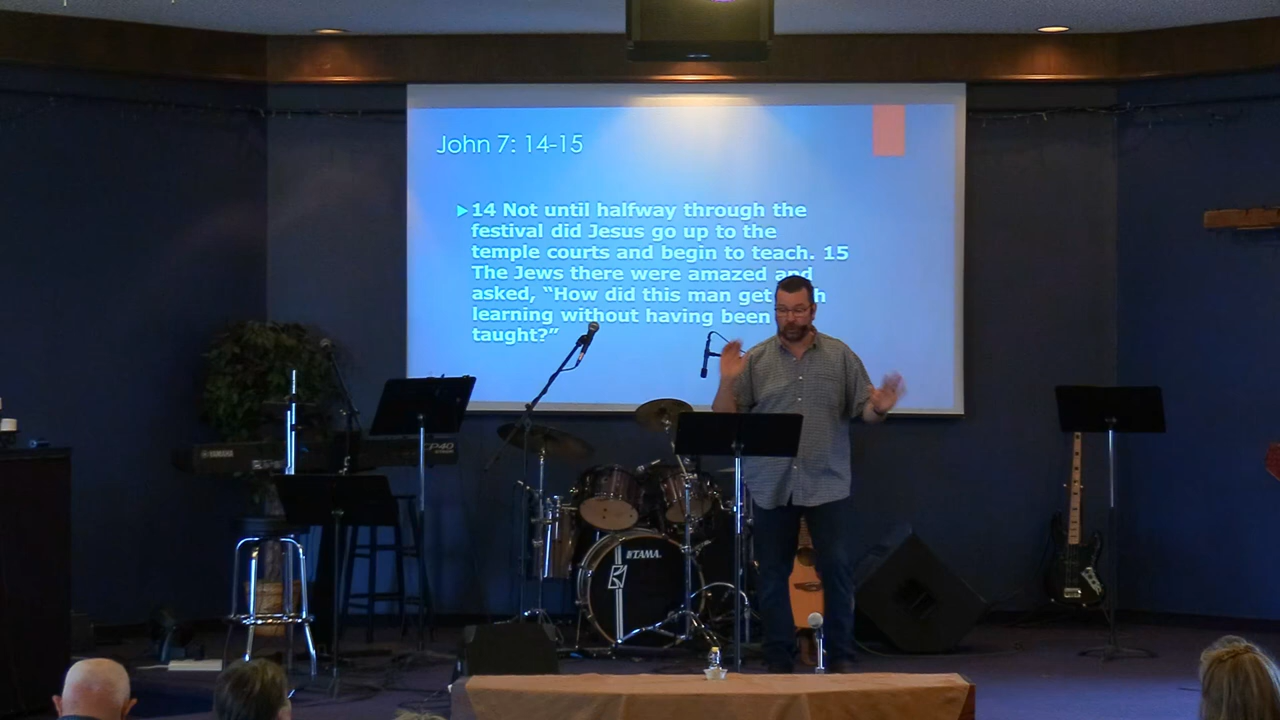 John 7: 14-15
14 Not until halfway through the
festival did Jesus go up to the
temple courts and begin to teach. 15
The Jews there were amazed and
asked, “How did this man get
learning without having been
taught?”
YAMAHA
CP40
TAMA